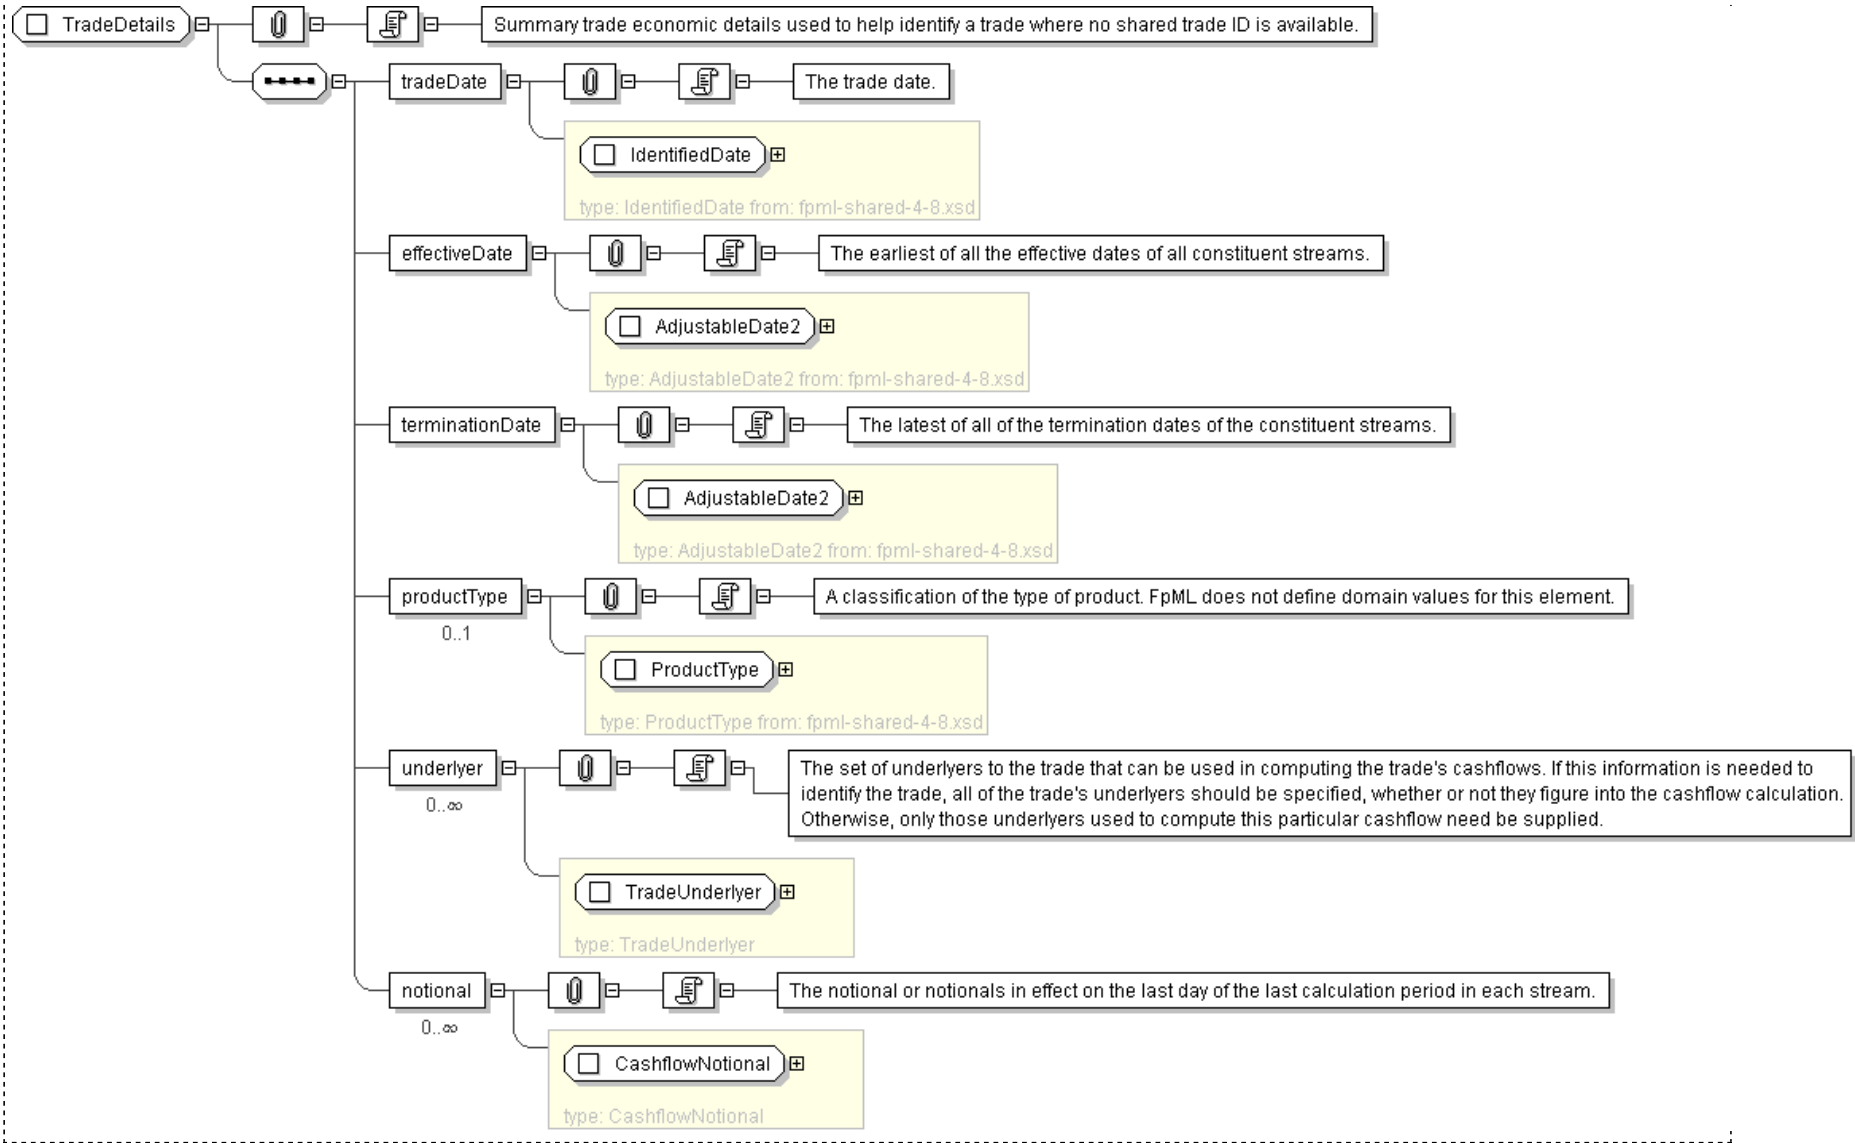 TradeDetails
Summary trade economic details used to help identify a trade where no shared trade ID is available.
tradeDate
The trade date.
IdentifiedDate
type: IdentifiedDate from: fpml-shared-4-8.xsd
effectiveDate
The earliest of all the effective dates of all constituent streams.
AdjustableDate2
type: AdjustableDate2 from: fpml-shared-4-8.xsd
terminationDate
The latest of all of the termination dates of the constituent streams.
AdjustableDate2
type: AdjustableDate2 from: fpml-shared-4-8.xsd
productType
A classification of the type of product. FpML does not define domain values for this element.
0..1
ProductType
type: ProductType from: fpml-shared-4-8.xsd
underlyer
The set of underlyers to the trade that can be used in computing the trade's cashflows. If this information is needed to
identify the trade, all of the trade's underlyers should be specified, whether or not they figure into the cashflow calculation.
Otherwise, only those underlyers used to compute this particular cashflow need be supplied.
0..∞
TradeUnderlyer
type: TradeUnderlyer
notional
The notional or notionals in effect on the last day of the last calculation period in each stream.
0..∞
CashflowNotional
type: CashflowNotional